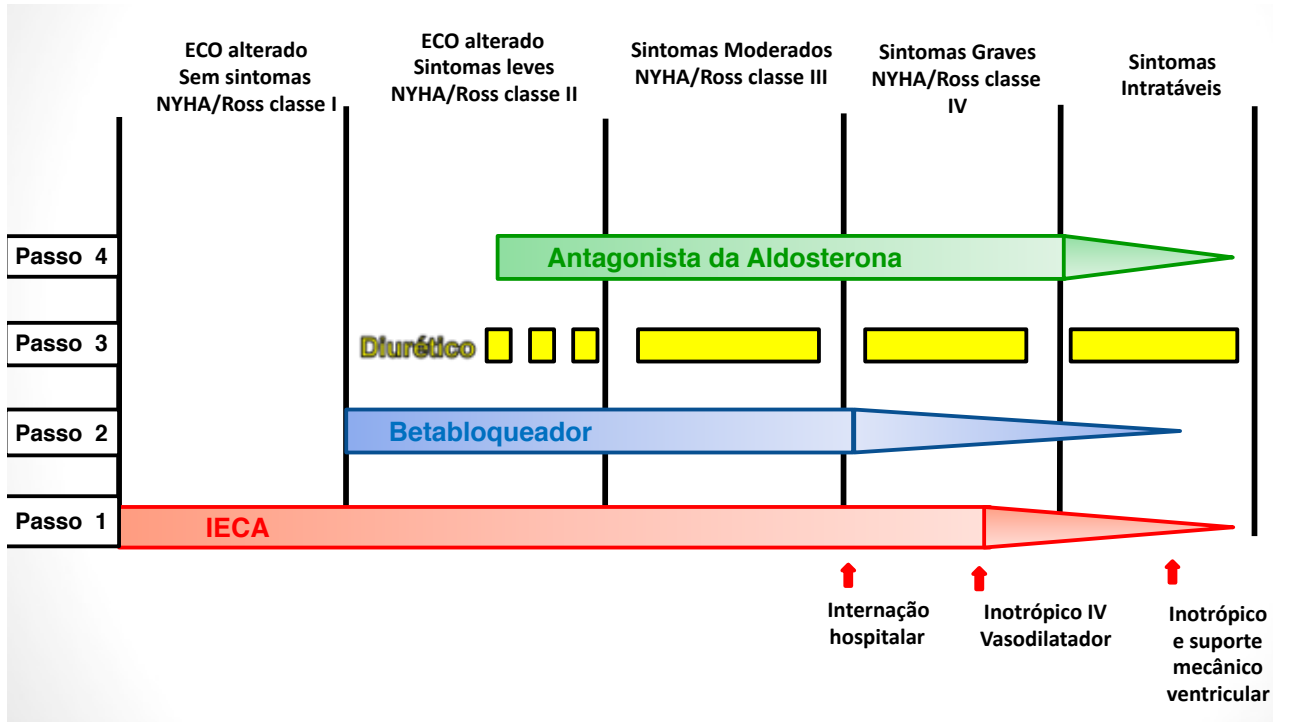 ECO alterado
Sem sintomas
NYHA/Ross classe I
ECO alterado
Sintomas leves
NYHA/Ross classe II
Sintomas Moderados
NYHA/Ross classe III
Sintomas Graves
NYHA/Ross classe
IV
Sintomas
Intratáveis
Passo 4
Antagonista da Aldosterona
Passo 3
Diurético
Passo 2
Betabloqueador
Passo 1
IECA
Internação
hospitalar
Inotrópico IV
Vasodilatador
Inotrópico
e suporte
mecânico
ventricular